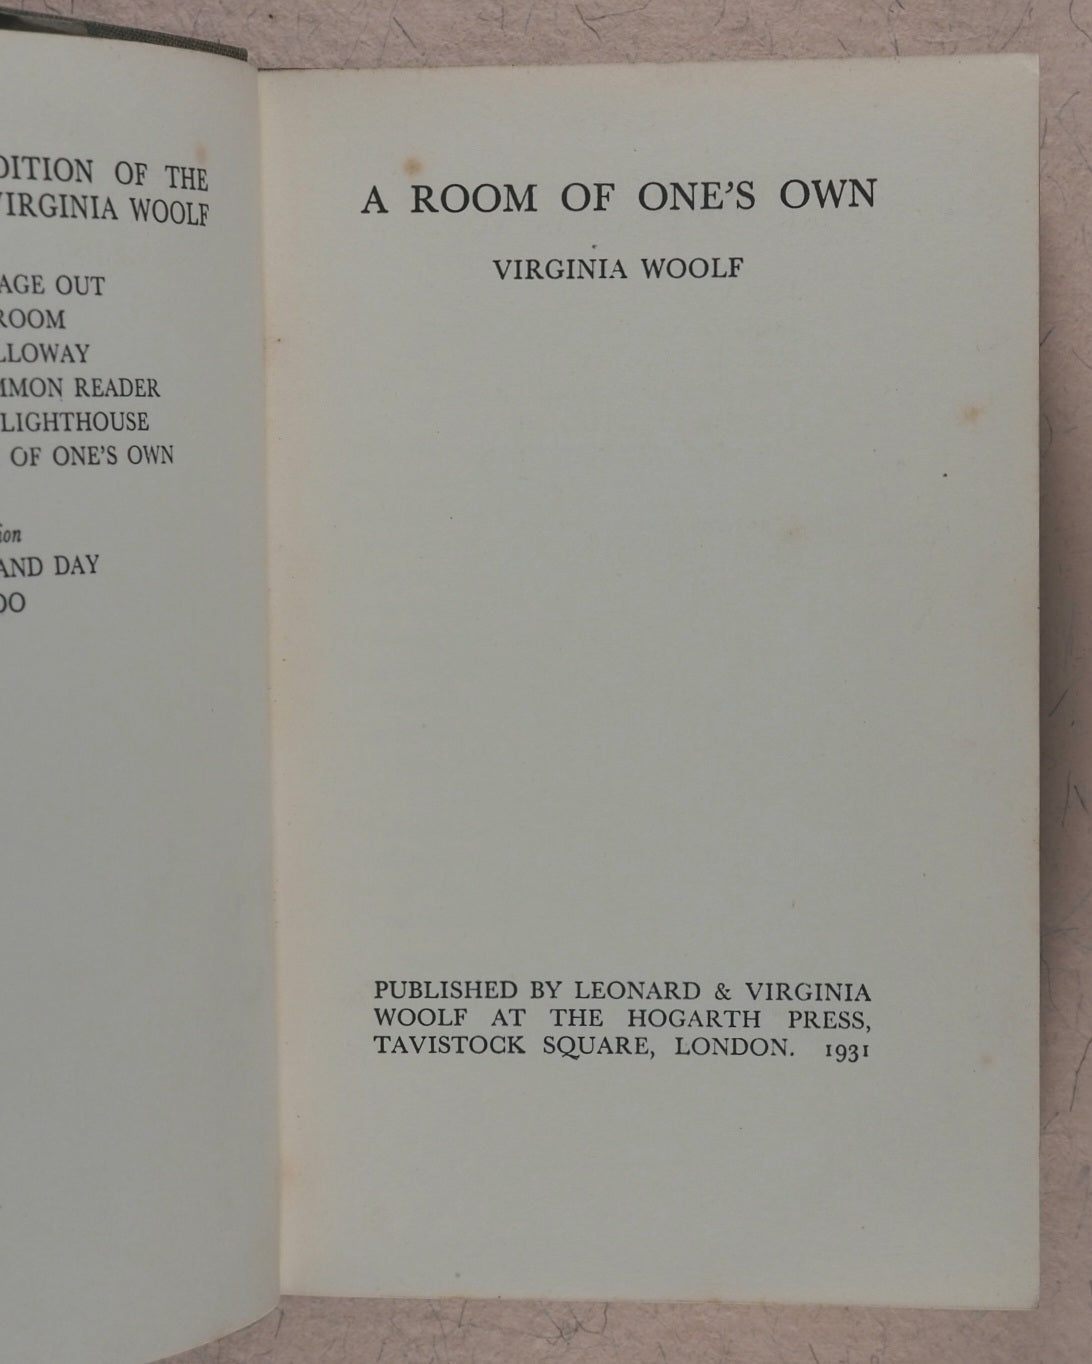 DITION OF THE
VIRGINIA WOOLF
AGE OUT
ROOM
LLOWAY
MMON READER
LIGHTHOUSE
OF ONE'S OWN
ion
AND DAY
DO
A ROOM OF ONE'S OWN
VIRGINIA WOOLF
PUBLISHED BY LEONARD & VIRGINIA
WOOLF AT THE HOGARTH PRESS,
TAVISTOCK SQUARE, LONDON. 1931